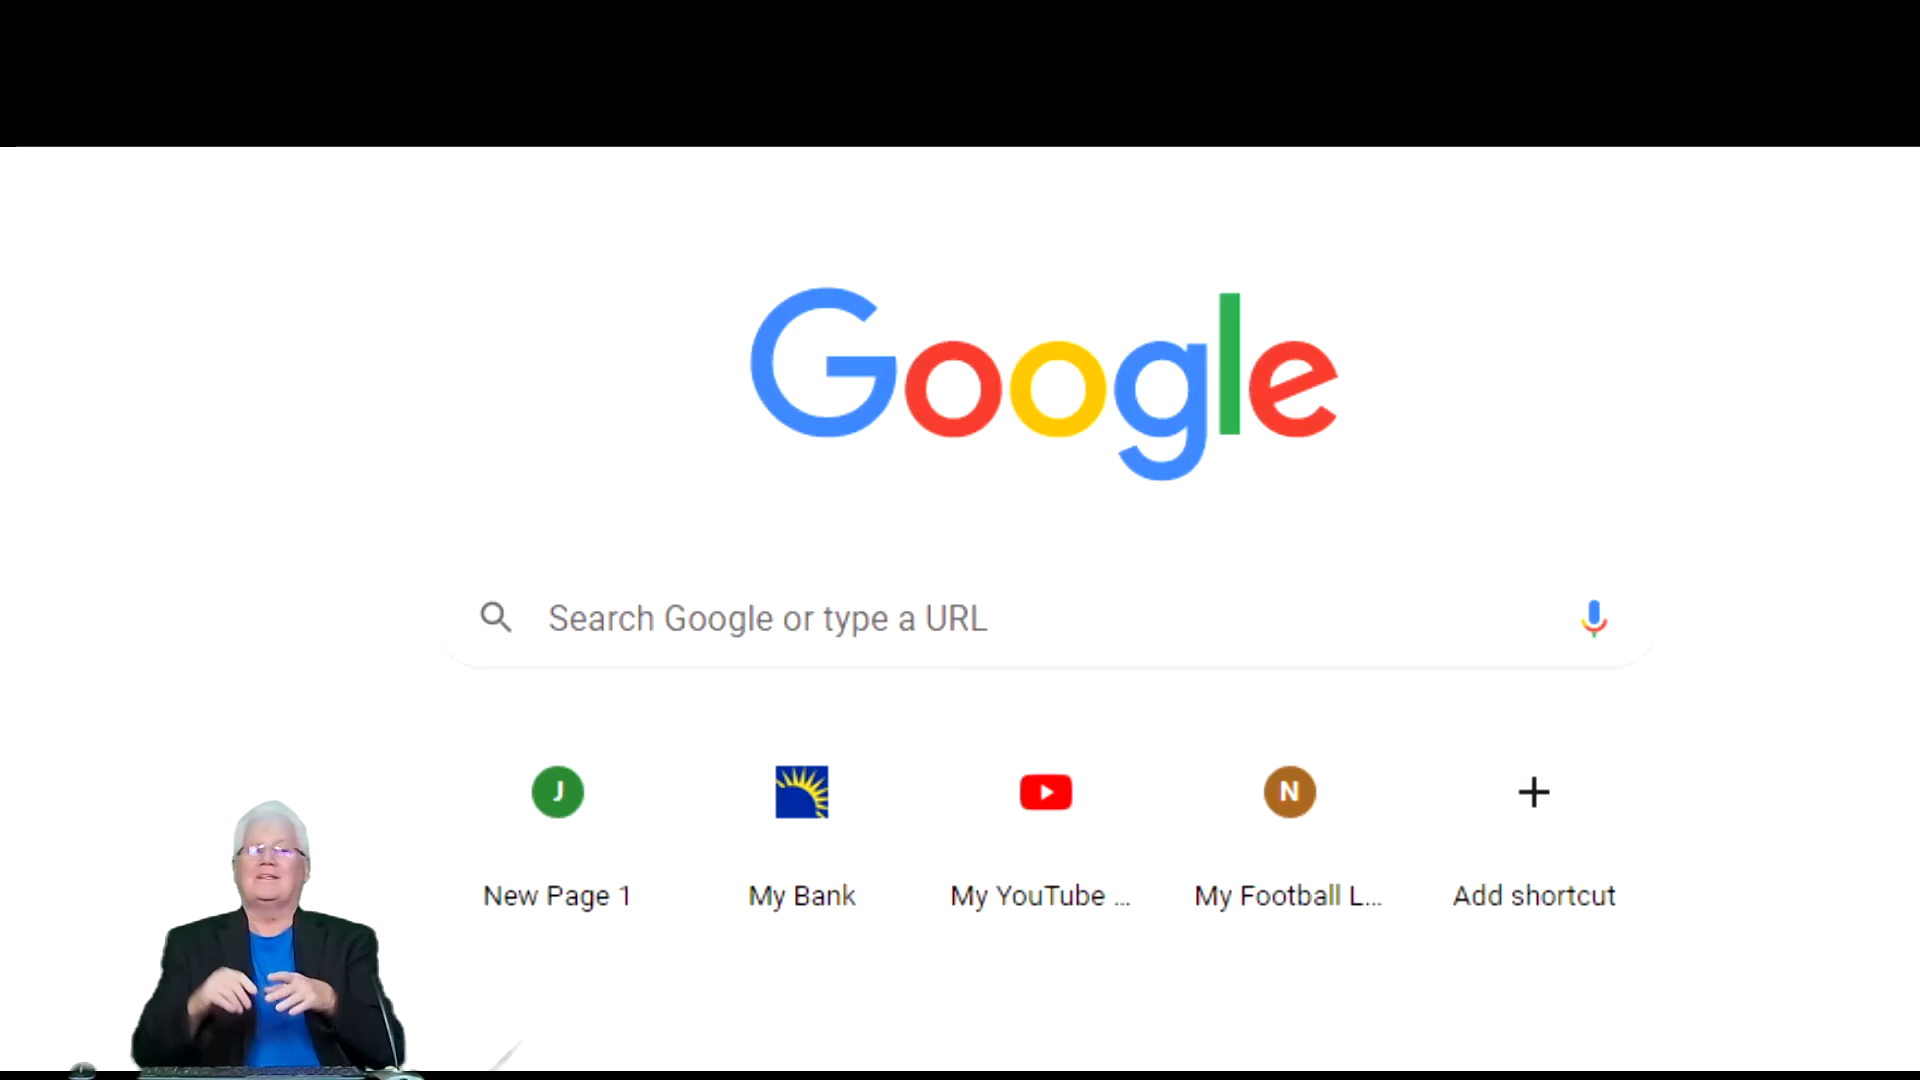 Google
Search Google or type a URL
J
N
New Page 1
My Bank
My YouTube ...
My Football L...
Add shortcut